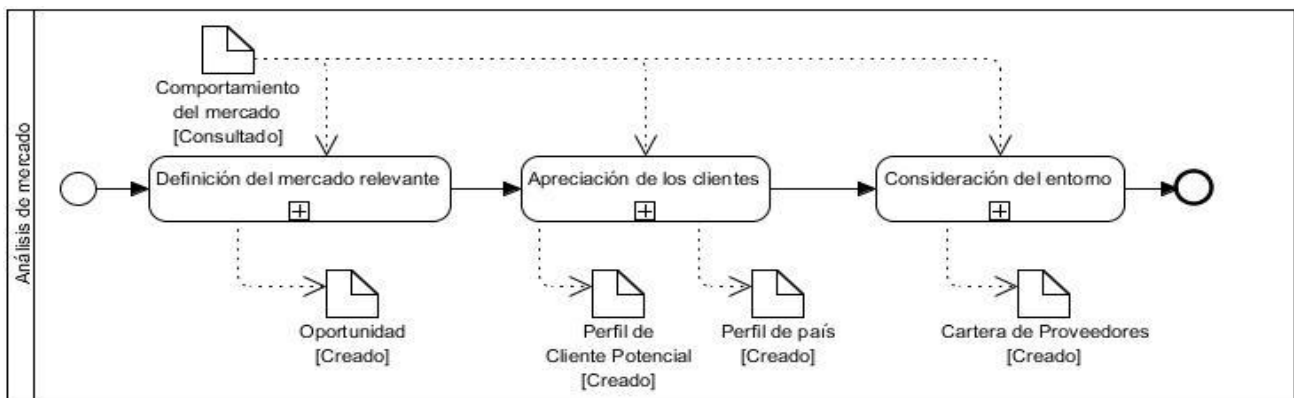 Análisis de mercado
Comportamiento
del mercado
[Consultado]
Definición del mercado relevante
Apreciación de los clientes
Consideración del entorno
Oportunidad
[Creado]
Perfil de
Cliente Potencial
[Creado]
Perfil de país
[Creado]
Cartera de Proveedores
[Creado]